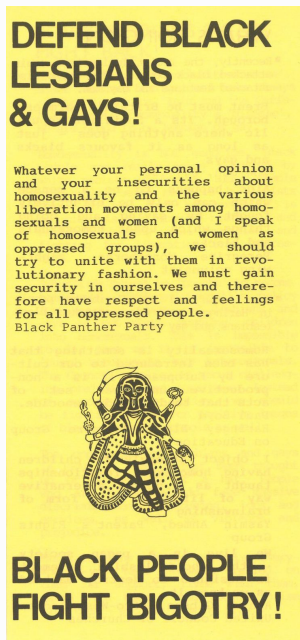 DEFEND BLACK
LESBIANS
& GAYS!
Whatever your personal opinion
and your insecurities about
homosexuality and the various
liberation movements among homo-
sexuals and women (and I speak
of homosexuals and women as
oppressed groups), we should
try to unite with them in revo-
lutionary fashion. We must gain
security in ourselves and there-
fore have respect and feelings
for all oppressed people.
Black Panther Party
BLACK PEOPLE
FIGHT BIGOTRY!